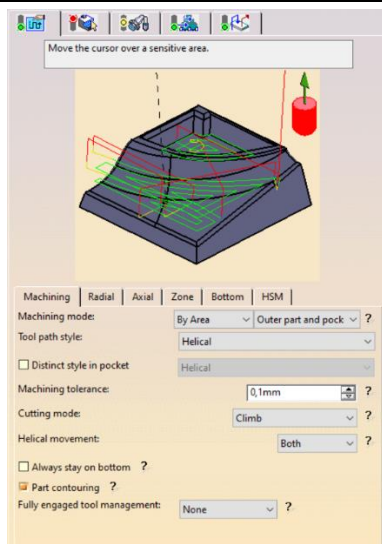 Move the cursor over a sensitive area.
Machining Radial Axial Zone Bottom HSM
Machining mode: By Area Outer part and pock ?
Tool path style: Helical
Distinct style in pocket Helical
Machining tolerance: 0,1mm ?
Cutting mode: Climb ?
Helical movement: Both ?
Always stay on bottom ?
Part contouring ?
Fully engaged tool management: None ?